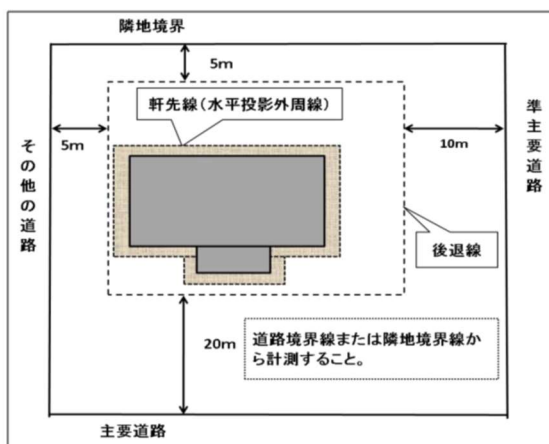 隣地境界
5m
軒先線(水平投影外周線)
その他の道路
5m
10m
準主要道路
後退線
20m
道路境界線または隣地境界線か
ら計測すること。
主要道路